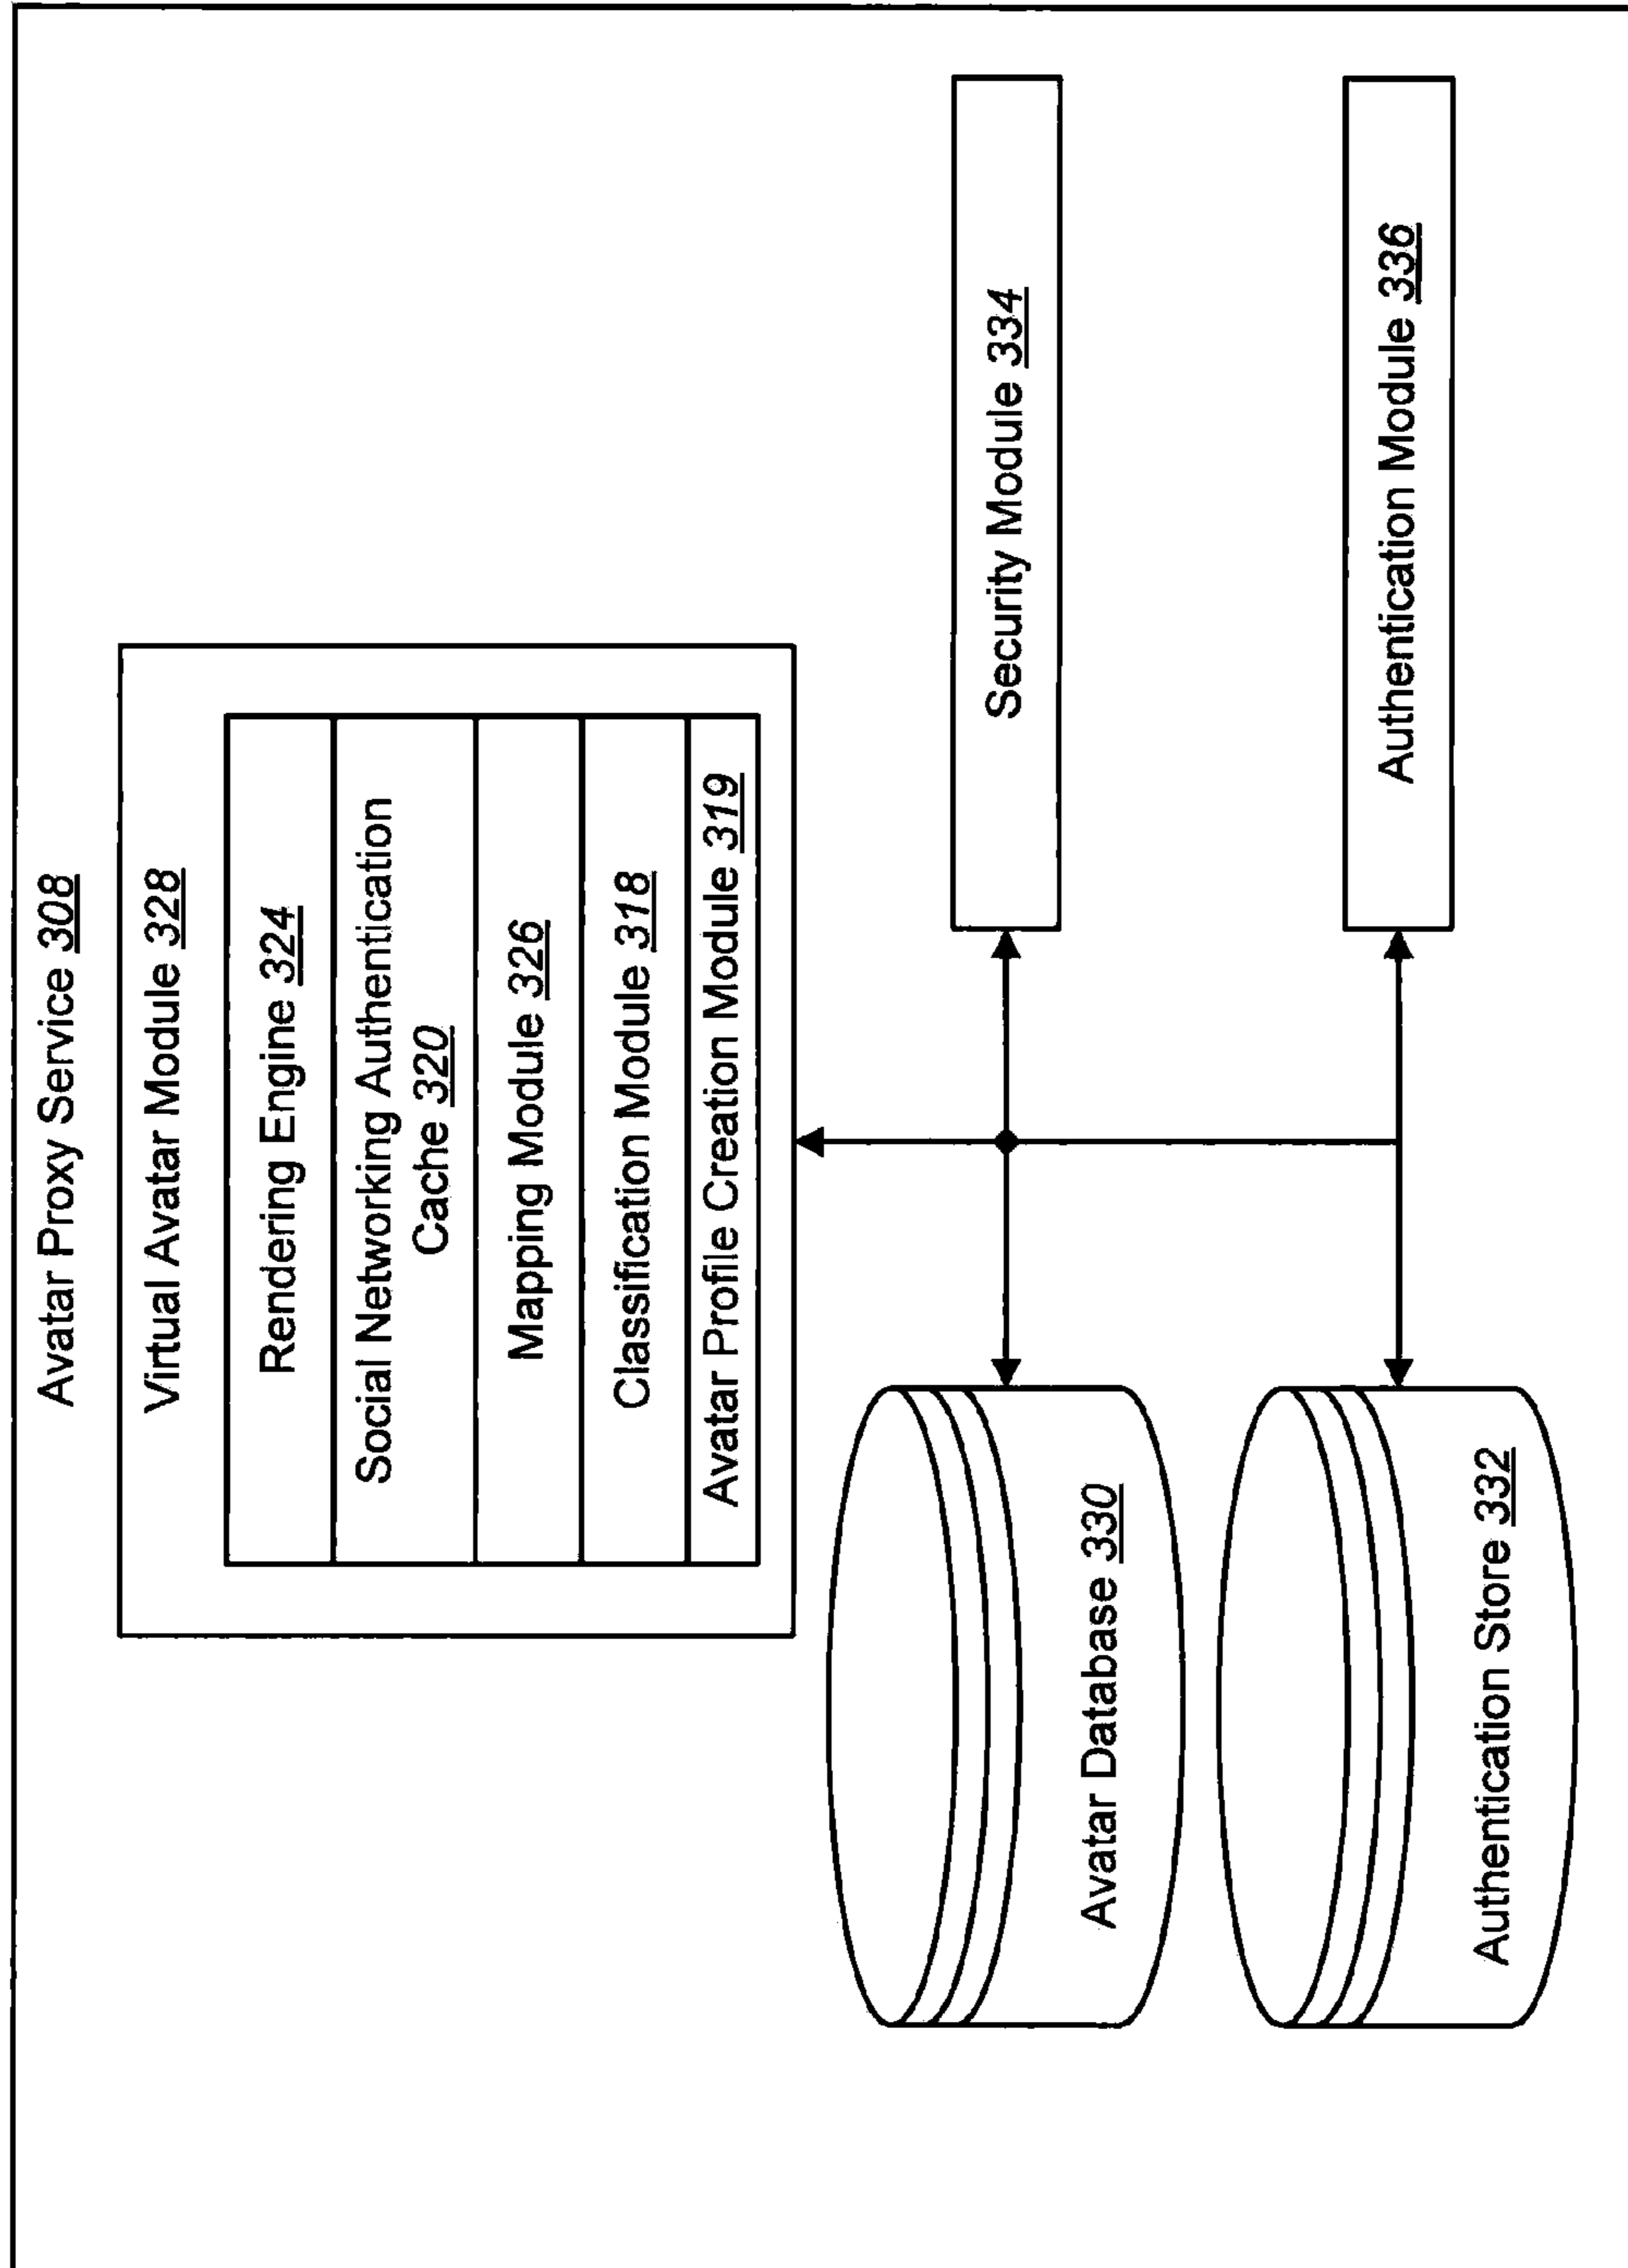 Avatar Proxy Service 308
Virtual Avatar Module 328
Rendering Engine 324
Social Networking Authentication
Cache 320
Mapping Module 326
Classification Module 318
Avatar Profile Creation Module 319
Avatar Database 330
Security Module 334
Authentication Store 332
Authentication Module 336